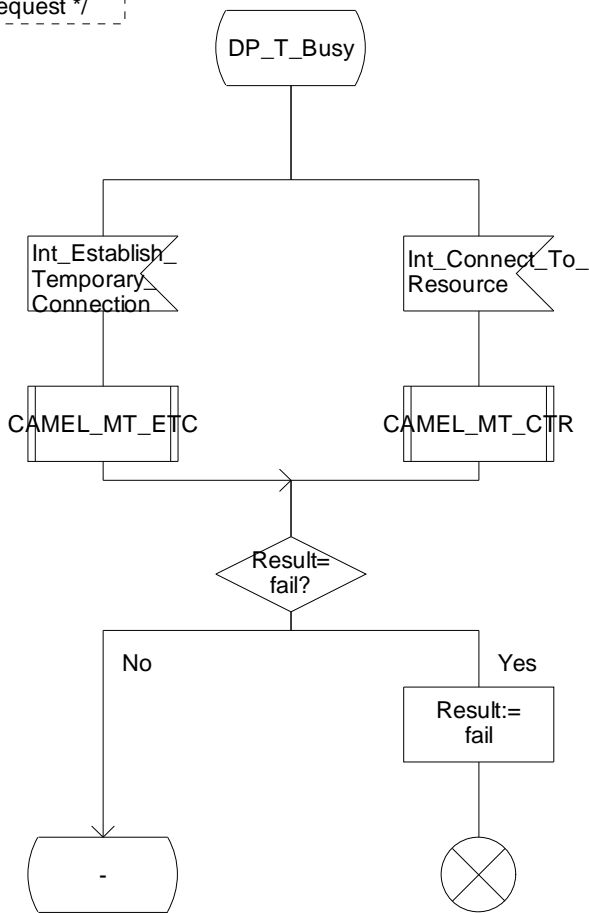 equest */
DP_T_Busy
Int_Establish_
Temporary_
Connection
Int_Connect_To_
Resource
CAMEL_MT_ETC
CAMEL_MT_CTR
Result=
fail?
No
Yes
Result:=
fail
-